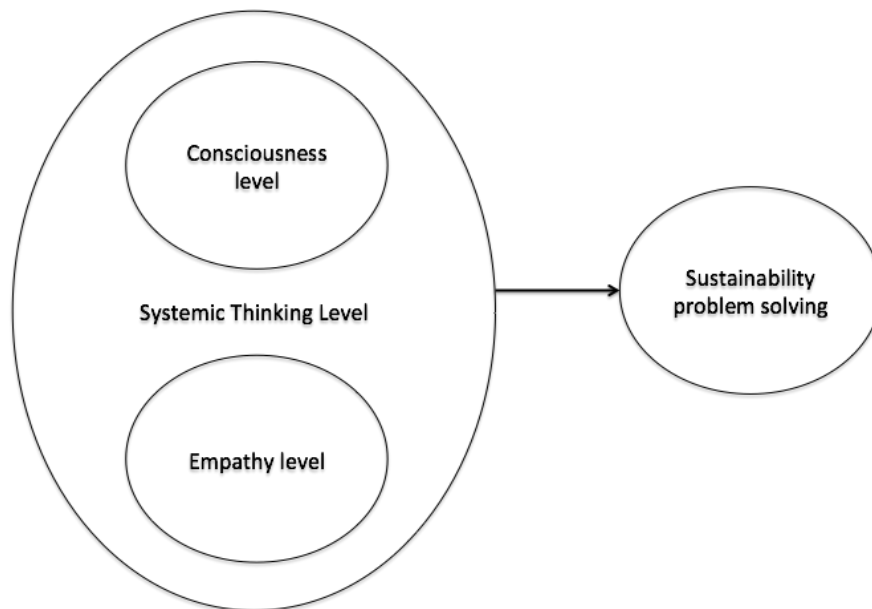 Consciousness
level
Systemic Thinking Level
Sustainability
problem solving
Empathy level